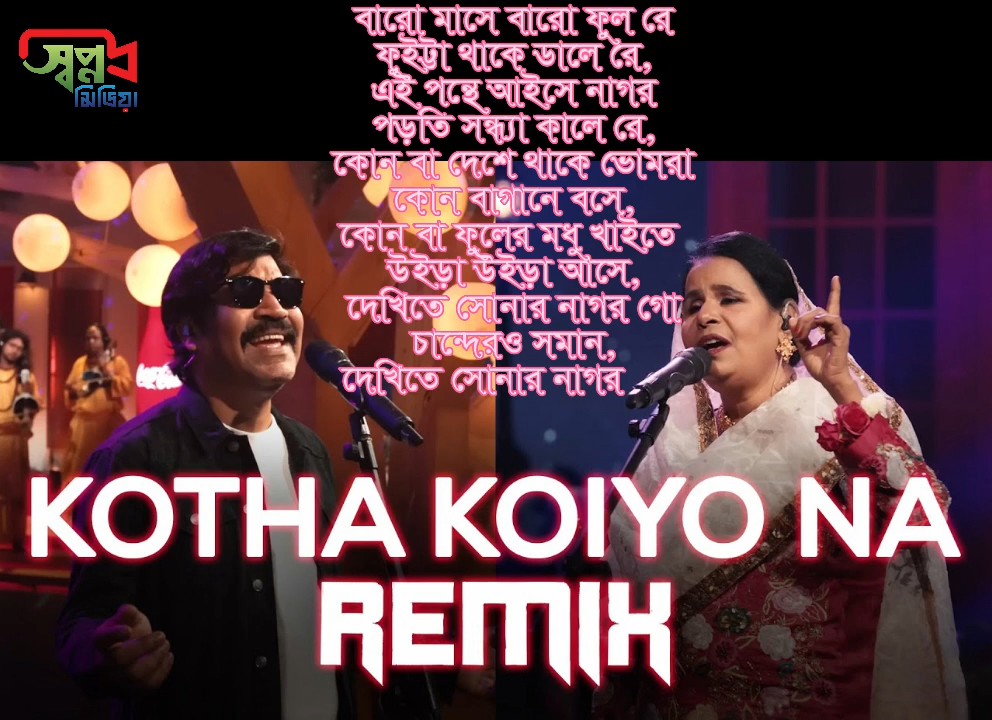 স্বপ্ন
মিডিয়া
বারো মাসে বারো ফুল রে
ফুইট্টা থাকে ডালে রৈ,
এই পন্থে আইসে নাগর
পড়তি সন্ধ্যা কালে রে,
কোন বা দেশে থাকে ভোমরা
কোন বাগানে বসে,
কোন বা ফুলের মধু খাইতে
উইড়া উইড়া আসে,
দেখিতে সোনার নাগর গো
চান্দেরও সমান,
দেখিতে সোনার নাগর
KOTHA KOIYO NA
REMIX